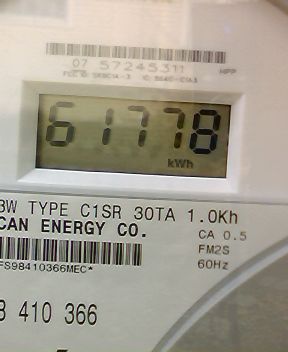 07 57245311
HPP
61778
kWh
3W TYPE C1SR 30TA 1.0Kh
CAN ENERGY CO.
CA 0.5
FM2S
60Hz
FS98410366MEC*
410 366